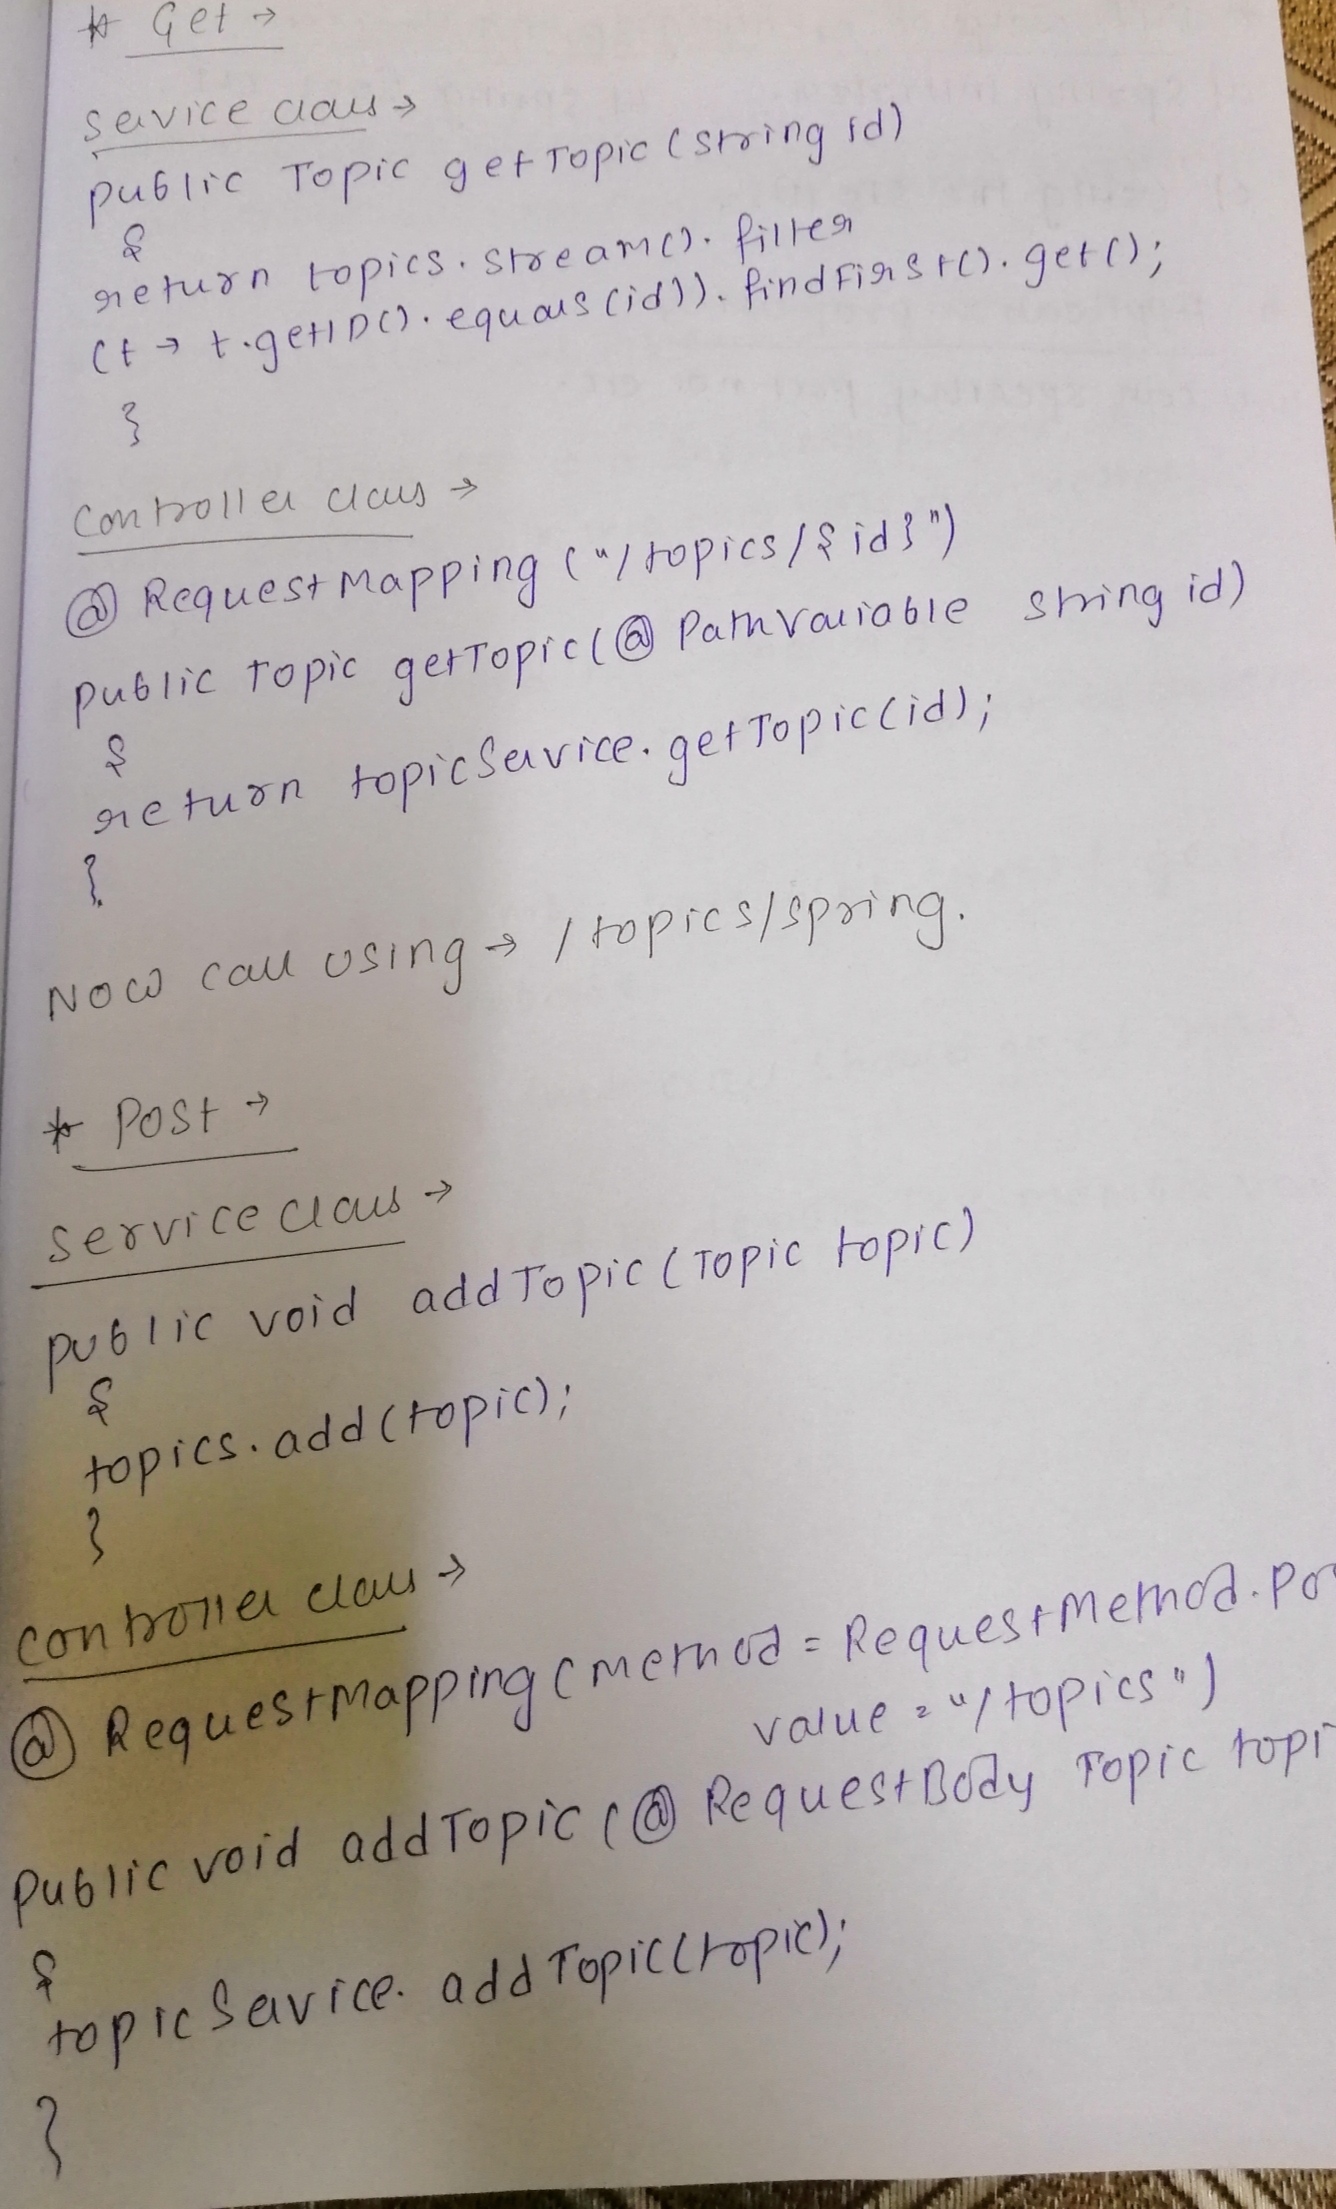 * Get →
Service class →
public Topic getTopic (String id)
{
return topics.stream().filter
(t → t.getID().equals(id)).findFirst().get();
}
Controller class →
@RequestMapping ("/topics/{id}")
public Topic getTopic(@PathVariable String id)
{
return topicService.getTopic(id);
}
Now call using → /topics/spring.
* Post →
Service class →
public void addTopic (Topic topic)
{
topics.add(topic);
}
Controller class →
@RequestMapping (method = RequestMethod.Po
value = "/topics")
Public void addTopic (@RequestBody Topic topi
{
topicService.addTopic(topic);
}